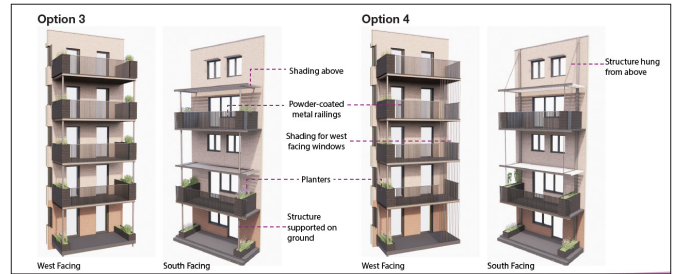 Option 3
Option 4
Shading above
Powder-coated
metal railings
Shading for west
facing windows
Planters
Structure
supported on
ground
Structure hung
from above
West Facing
South Facing
West Facing
South Facing